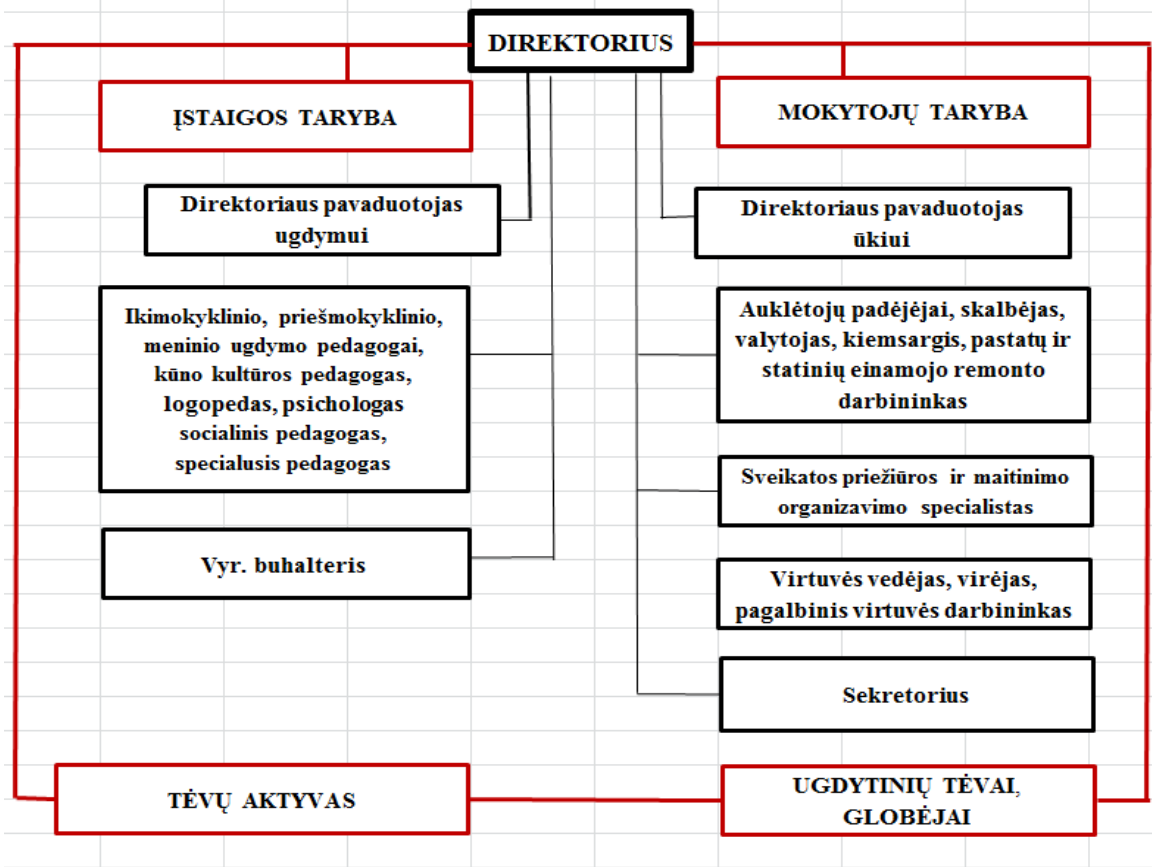 DIREKTORIUS
ĮSTAIGOS TARYBA
MOKYTOJŲ TARYBA
Direktoriaus pavaduotojas
ugdymui
Direktoriaus pavaduotojas
ūkiui
Ikimokyklinio, priešmokyklinio,
meninio ugdymo pedagogai,
kūno kultūros pedagogas,
logopedas, psichologas
socialinis pedagogas,
specialusis pedagogas
Auklėtojų padėjėjai, skalbėjas,
valytojas, kiemsargis, pastatų ir
statinių einamojo remonto
darbininkas
Sveikatos priežiūros ir maitinimo
organizavimo specialistas
Vyr. buhalteris
Virtuvės vedėjas, virėjas,
pagalbinis virtuvės darbininkas
Sekretorius
TĖVŲ AKTYVAS
UGDYTINIŲ TĖVAI,
GLOBĖJAI